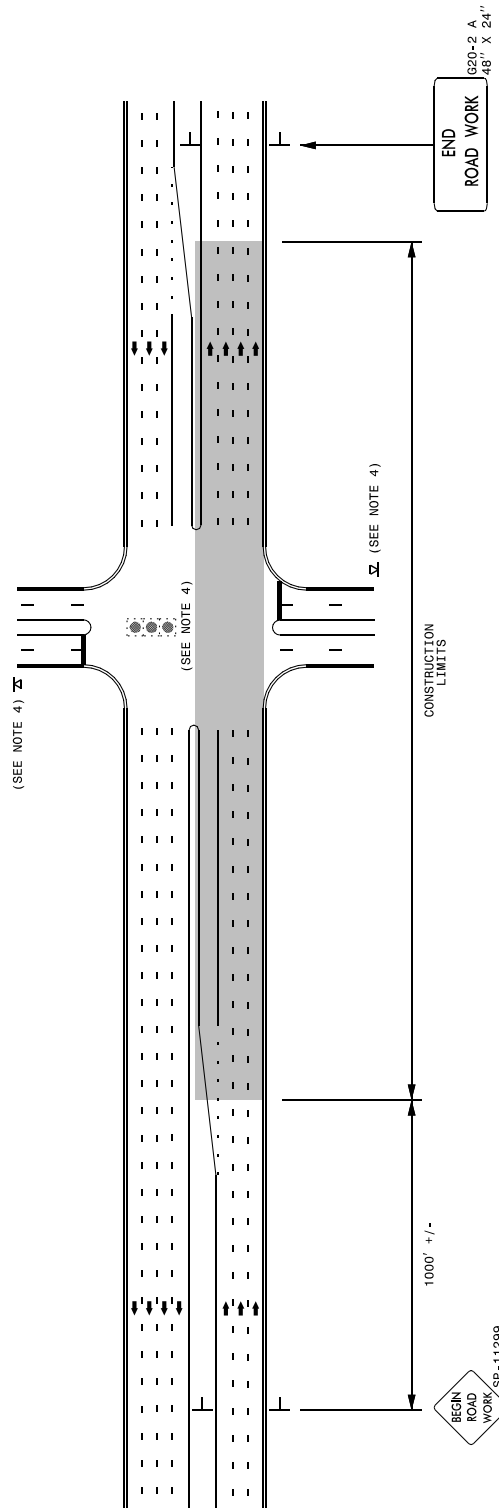 G20-2 A
48" X 24"
END
ROAD WORK
(SEE NOTE 4)
(SEE NOTE 4)
(SEE NOTE 4)
CONSTRUCTION
LIMITS
1000' +/-
BEGIN
ROAD
WORK
SP-11299